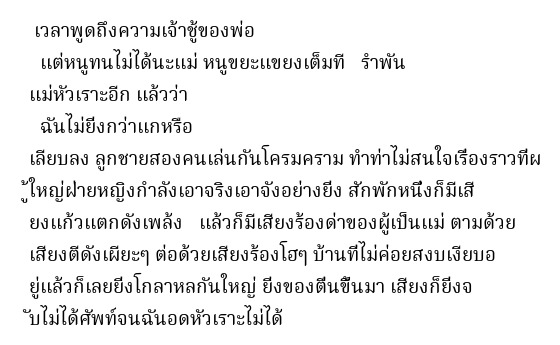 เวลาพูดถึงความเจ้าชู้ของพ่อ
แต่หนูทนไม่ได้นะแม่ หนูขยะแขยงเต็มที รำพัน
แม่หัวเราะอีก แล้วว่า
ฉันไม่ยิ่งกว่าแกหรือ
เลียบลง ลูกชายสองคนเล่นกันโครมคราม ทำท่าไม่สนใจเรื่องราวที่ผ
ู้ใหญ่ฝ่ายหญิงกำลังเอาจริงเอาจังอย่างยิ่ง สักพักหนึ่งก็มีเสี
ยงแก้วแตกดังเพล้ง แล้วก็มีเสียงร้องด่าของผู้เป็นแม่ ตามด้วย
เสียงตีดังเผียะๆ ต่อด้วยเสียงร้องโฮๆ บ้านที่ไม่ค่อยสงบเงียบอ
ยู่แล้วก็เลยยิ่งโกลาหลกันใหญ่ ยิ่งของตีนขึ้นมา เสียงก็ยิ่งจ
ับไม่ได้ศัพท์จนฉันอดหัวเราะไม่ได้